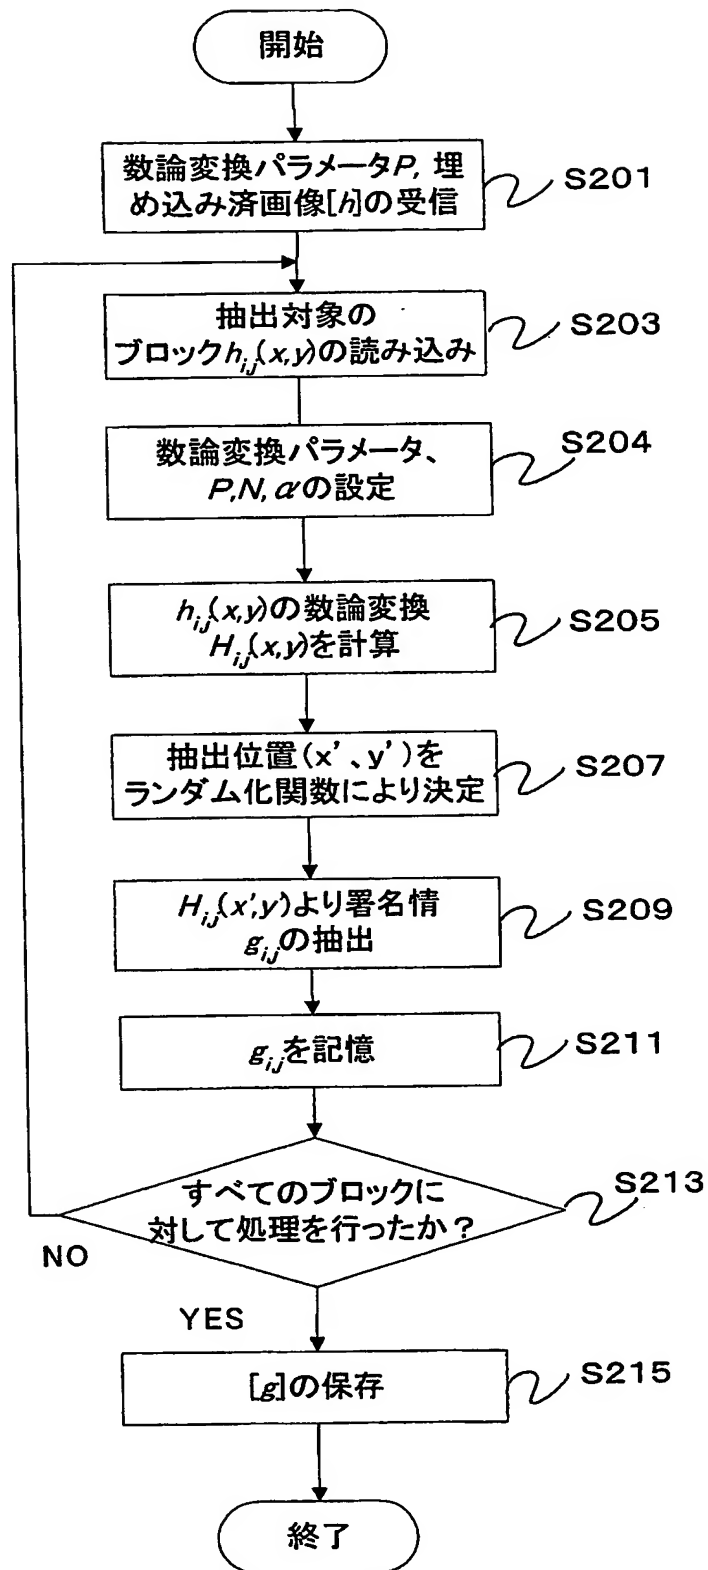 開始
数論変換パラメータP, 埋
め込み済画像[h]の受信
S201
抽出対象の
ブロックhi,j(x,y)の読み込み
S203
数論変換パラメータ、
P,N,αの設定
S204
hi,j(x,y)の数論変換
Hi,j(x,y)を計算
S205
抽出位置(x'、y')を
ランダム化関数により決定
S207
Hi,j(x',y)より署名情
gi,jの抽出
S209
gi,jを記憶
S211
すべてのブロックに
対して処理を行ったか？
S213
NO
YES
[g]の保存
S215
終了